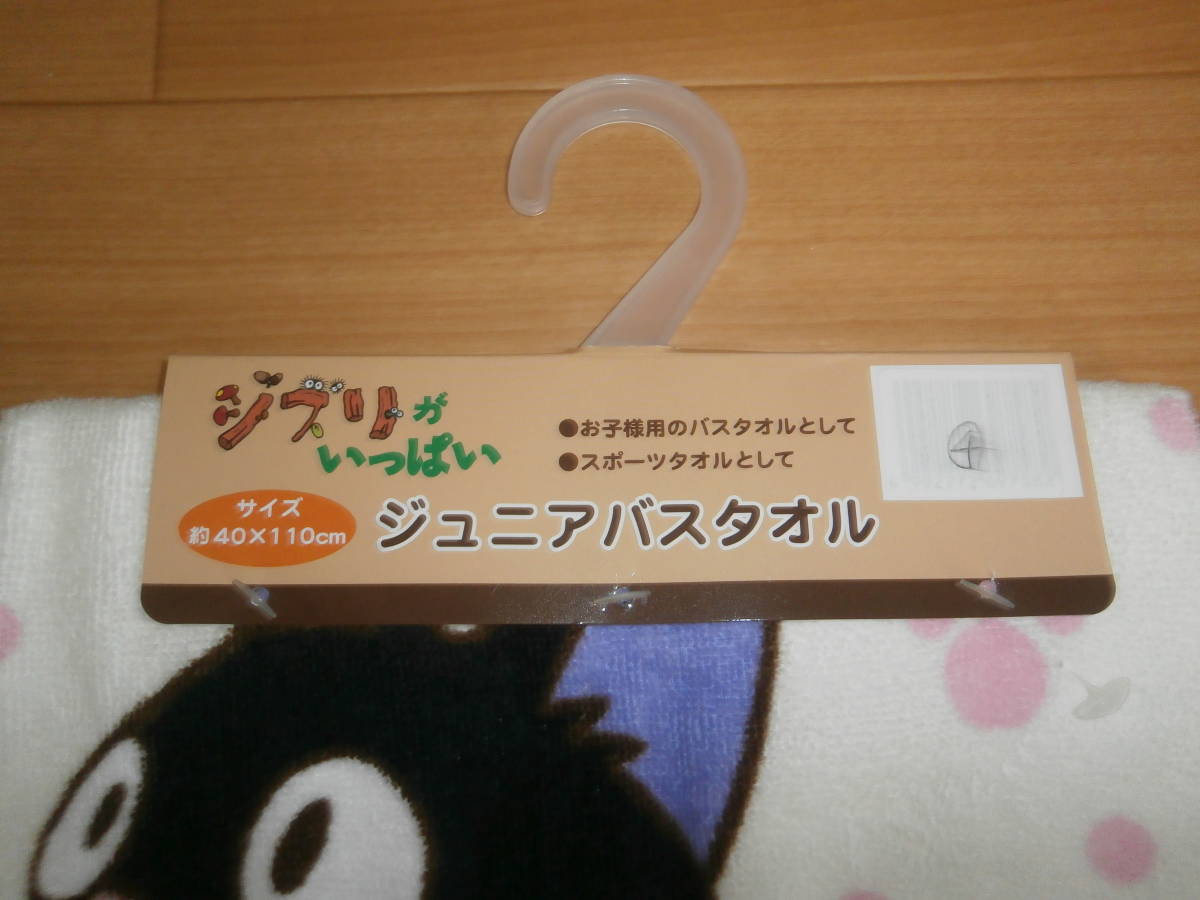 ジブリが
いっぱい
●お子様用のバスタオルとして
●スポーツタオルとして
サイズ
約40×110cm
ジュニアバスタオル